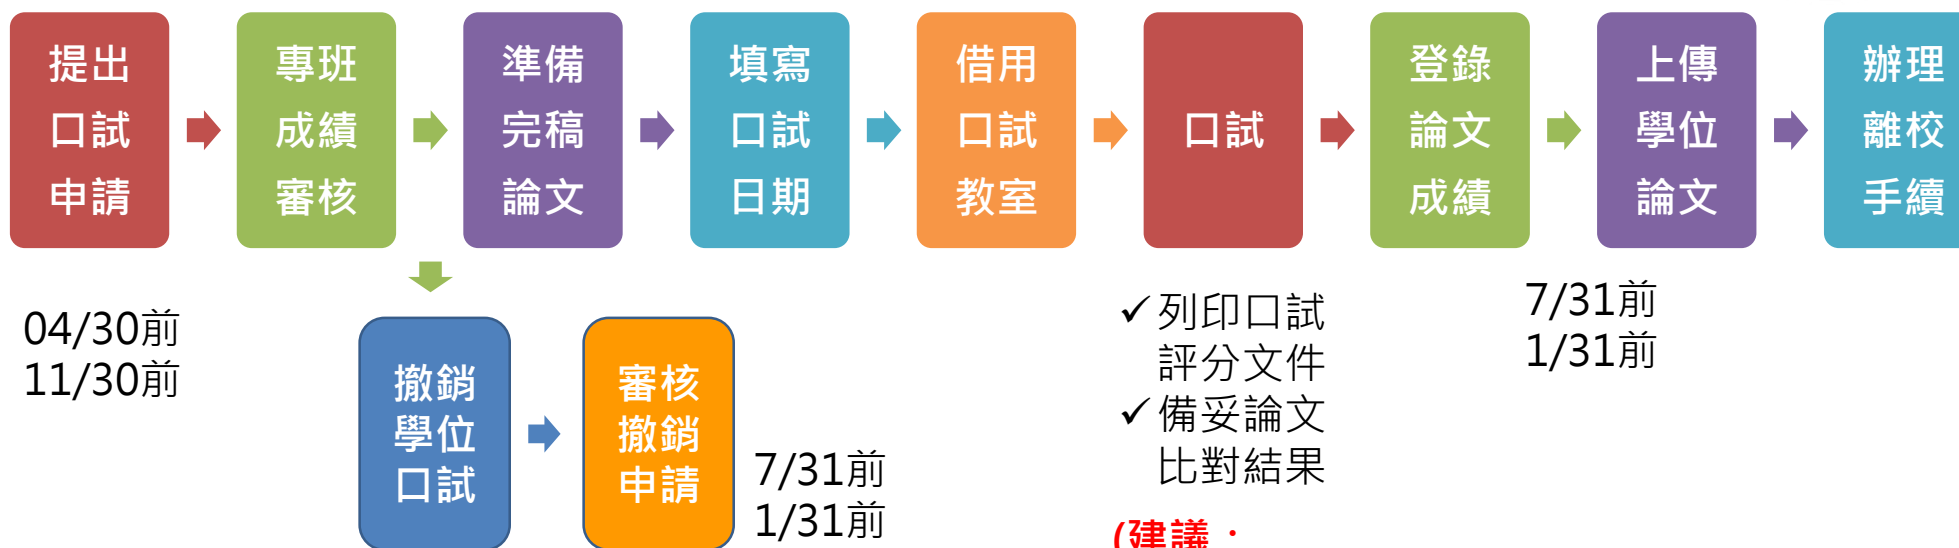 提出
口試
申請
專班
成績
審核
準備
完稿
論文
填寫
口試
日期
借用
口試
教室
口試
登錄
論文
成績
上傳
學位
論文
辦理
離校
手續
04/30前
11/30前
撤銷
學位
口試
審核
撤銷
申請
7/31前
1/31前
✓列印口試
評分文件
✓備妥論文
比對結果
(建議：
7/31前
1/31前